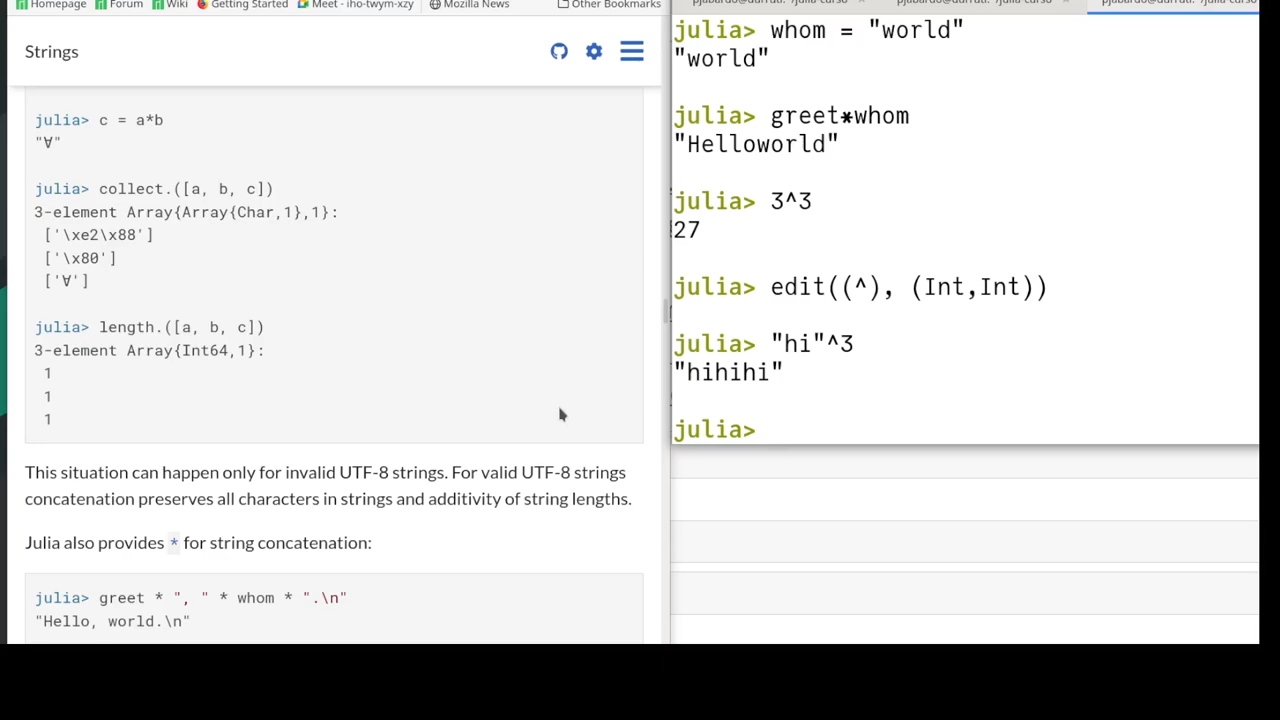 Homepage Forum Wiki Getting Started Meet - iho-twym-xzy Mozilla News Other Bookmarks
Strings
julia> c = a*b
"∀"
julia> collect.([a, b, c])
3-element Array{Array{Char,1},1}:
['\xe2\x88']
['\x80']
['∀']
julia> length.([a, b, c])
3-element Array{Int64,1}:
1
1
1
This situation can happen only for invalid UTF-8 strings. For valid UTF-8 strings
concatenation preserves all characters in strings and additivity of string lengths.
Julia also provides * for string concatenation:
julia> greet * ", " * whom * ".\n"
"Hello, world.\n"
julia> whom = "world"
"world"
julia> greet*whom
"Helloworld"
julia> 3^3
27
julia> edit((^), (Int,Int))
julia> "hi"^3
"hihihi"
julia>